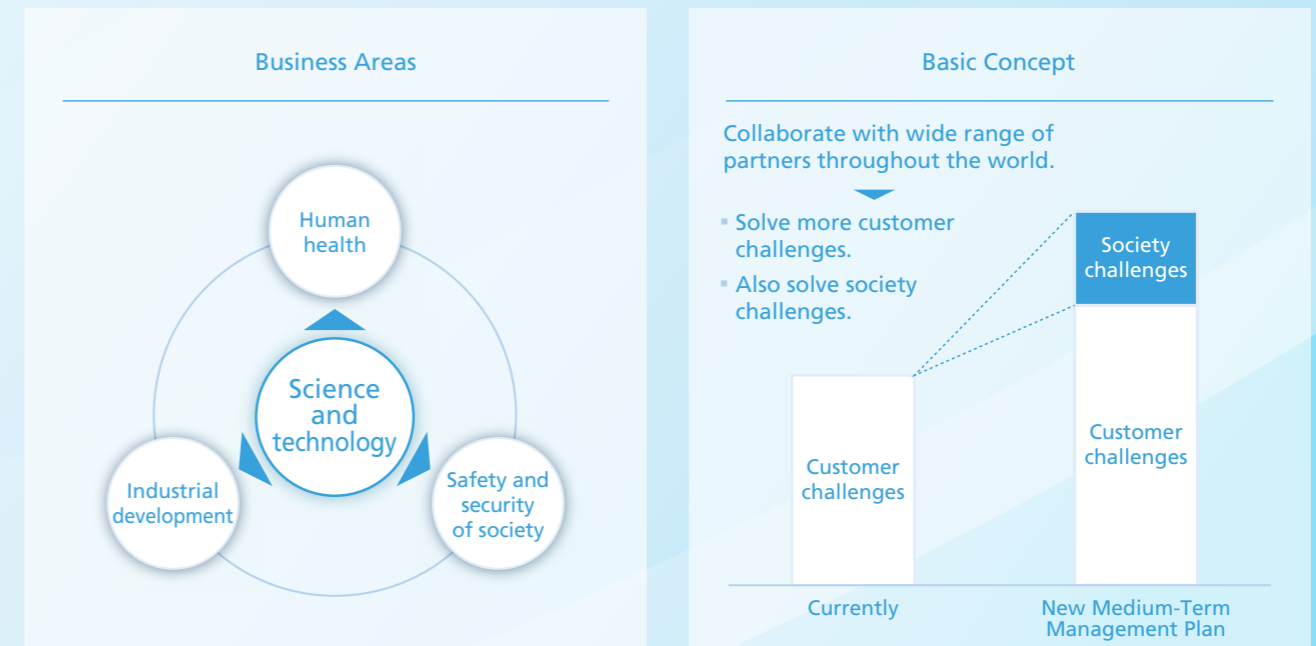 Business Areas
Human
health
Science
and
technology
Industrial
development
Safety and
security
of society
Basic Concept
Collaborate with wide range of
partners throughout the world.
Solve more customer
challenges.
Also solve society
challenges.
Society
challenges
Customer
challenges
Customer
challenges
Currently
New Medium-Term
Management Plan